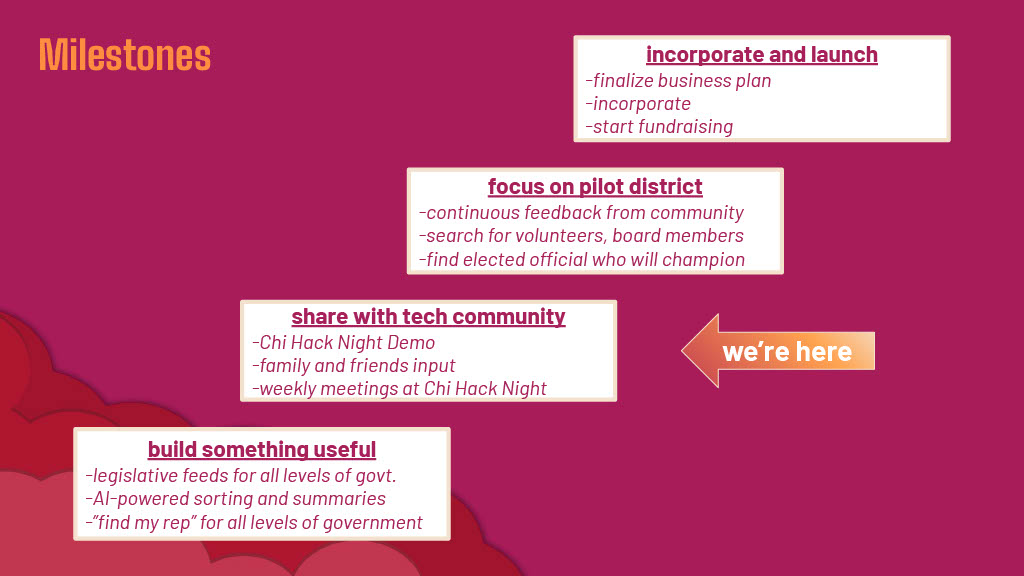 Milestones
incorporate and launch
-finalize business plan
-incorporate
-start fundraising
focus on pilot district
-continuous feedback from community
-search for volunteers, board members
-find elected official who will champion
share with tech community
-Chi Hack Night Demo
-family and friends input
-weekly meetings at Chi Hack Night
we’re here
build something useful
-legislative feeds for all levels of govt.
-AI-powered sorting and summaries
-”find my rep” for all levels of government